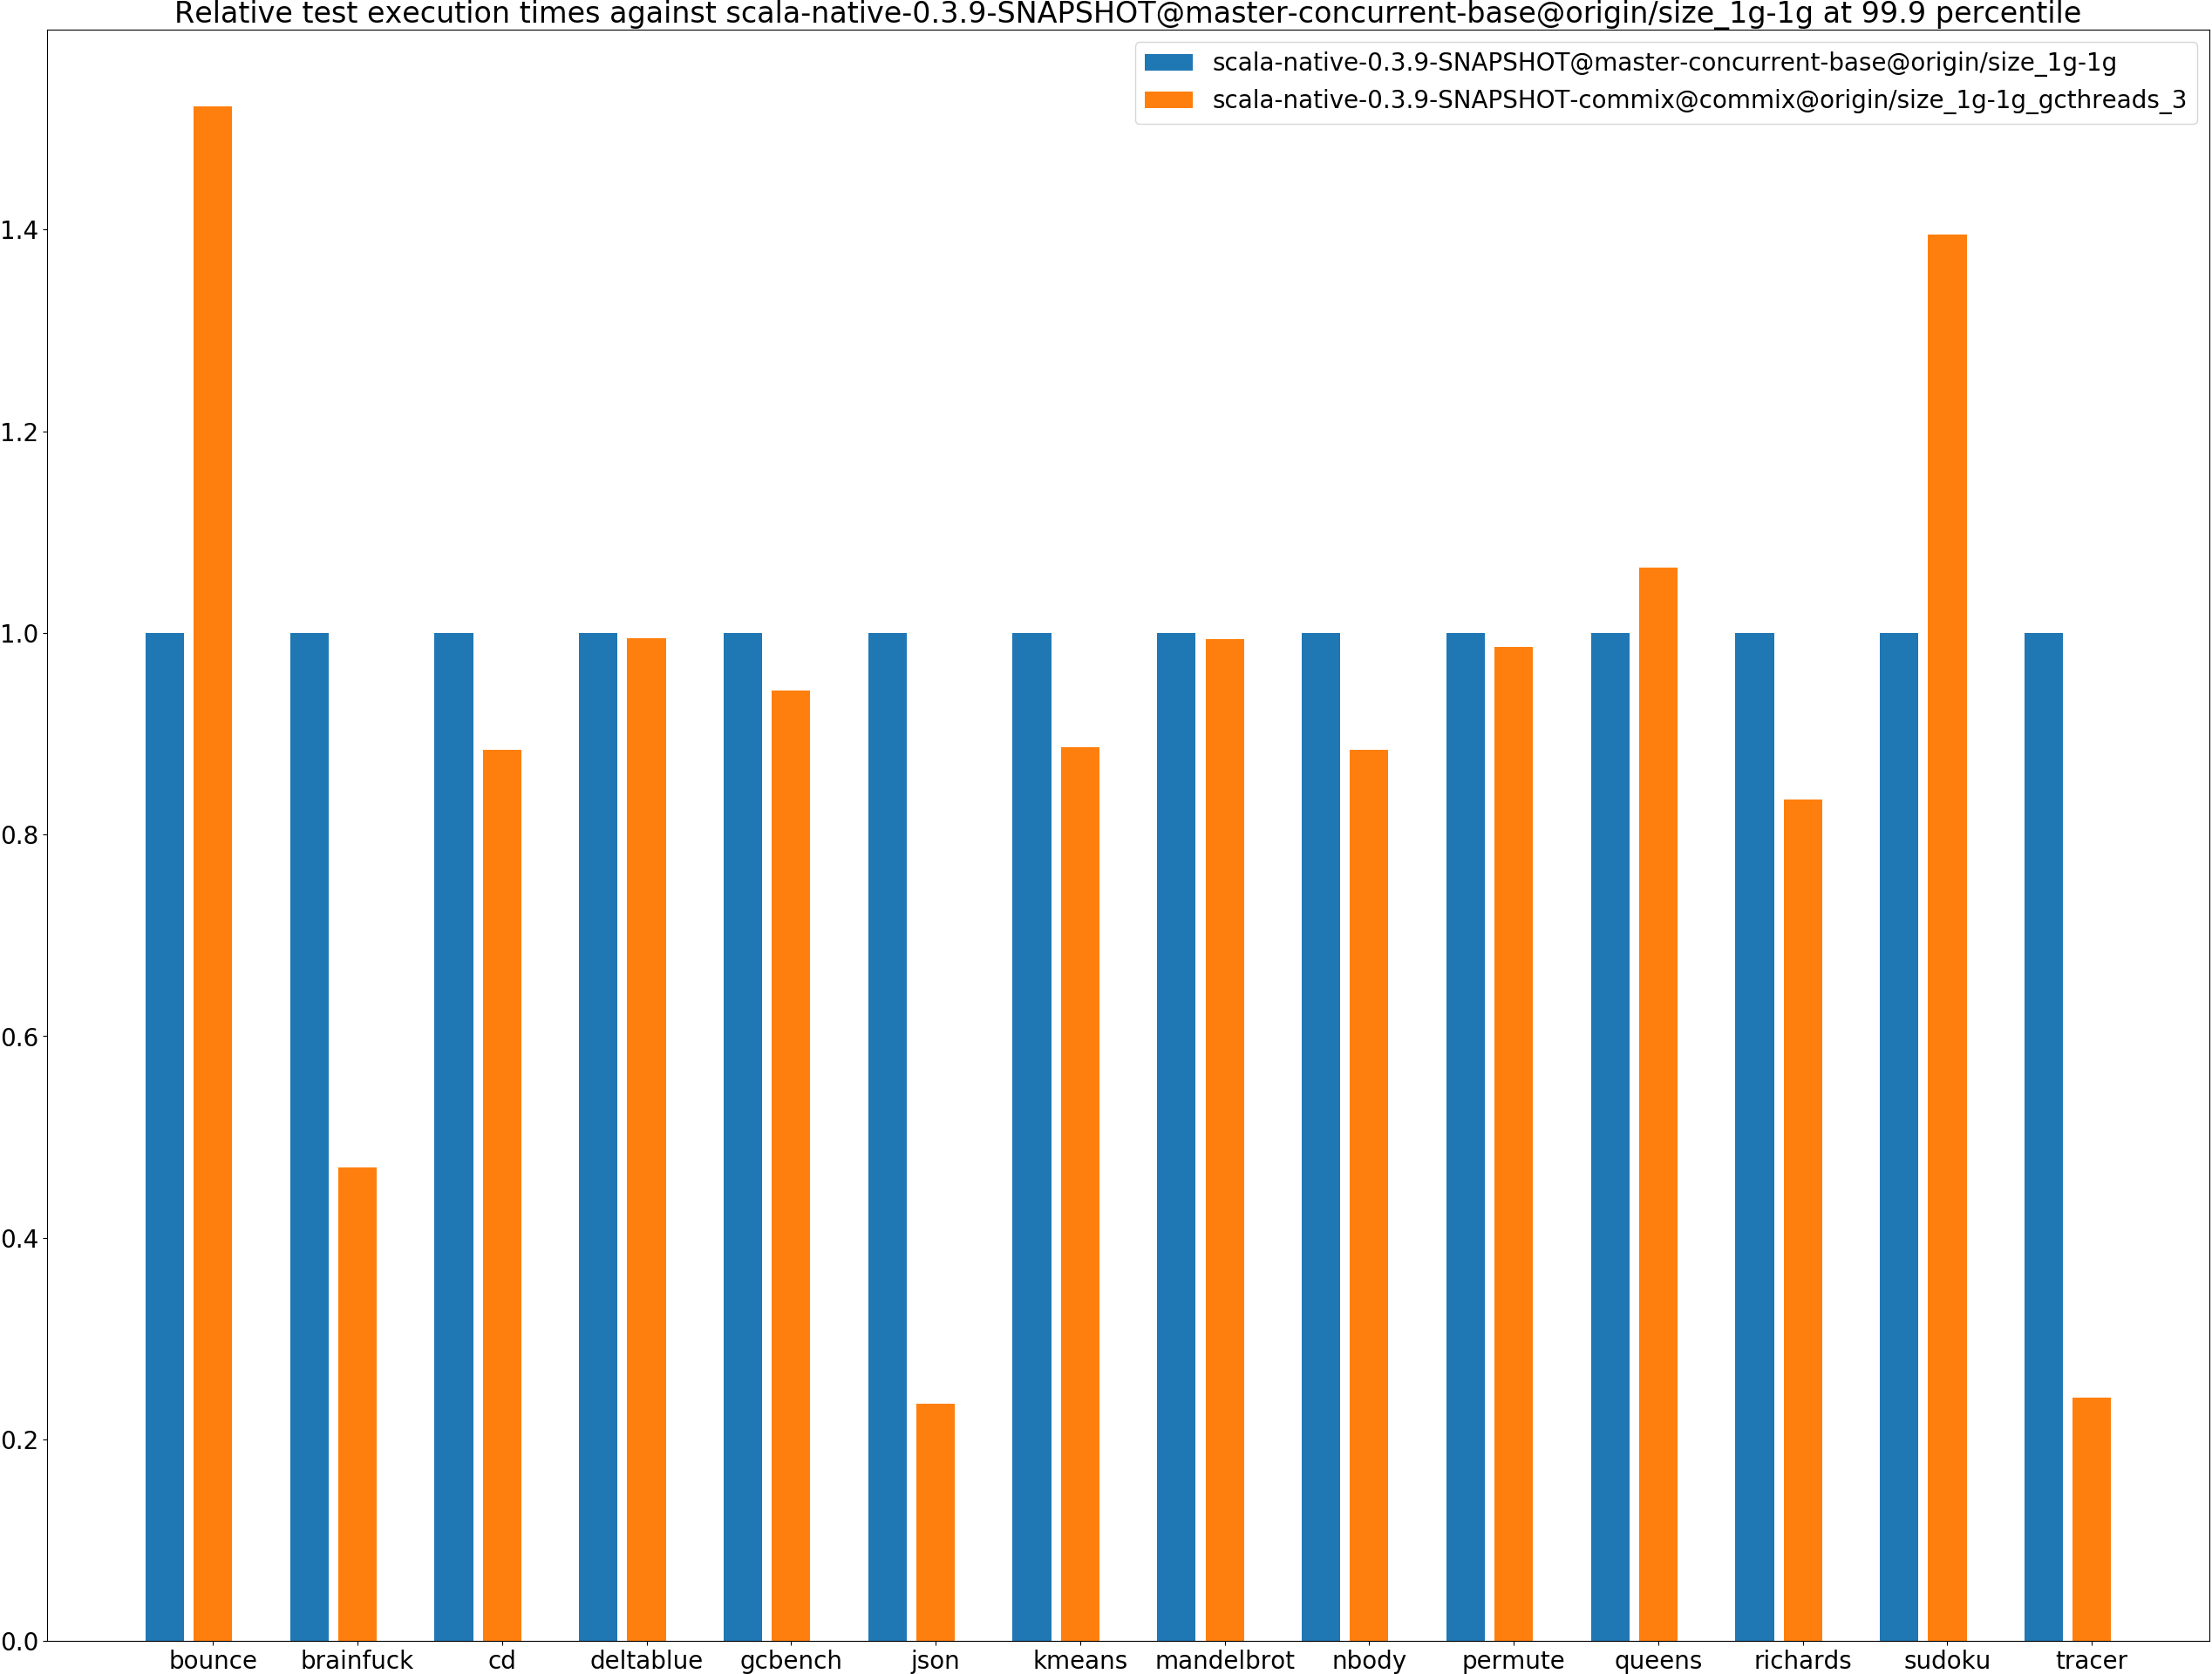 Relative test execution times against scala-native-0.3.9-SNAPSHOT@master-concurrent-base@origin/size_1g-1g at 99.9 percentile
scala-native-0.3.9-SNAPSHOT@master-concurrent-base@origin/size_1g-1g
scala-native-0.3.9-SNAPSHOT-commix@commix@origin/size_1g-1g_gcthreads_3
1.4
1.2
1.0
0.8
0.6
0.4
0.2
0.0
bounce brainfuck cd deltablue gcbench json kmeans mandelbrot nbody permute queens richards sudoku tracer